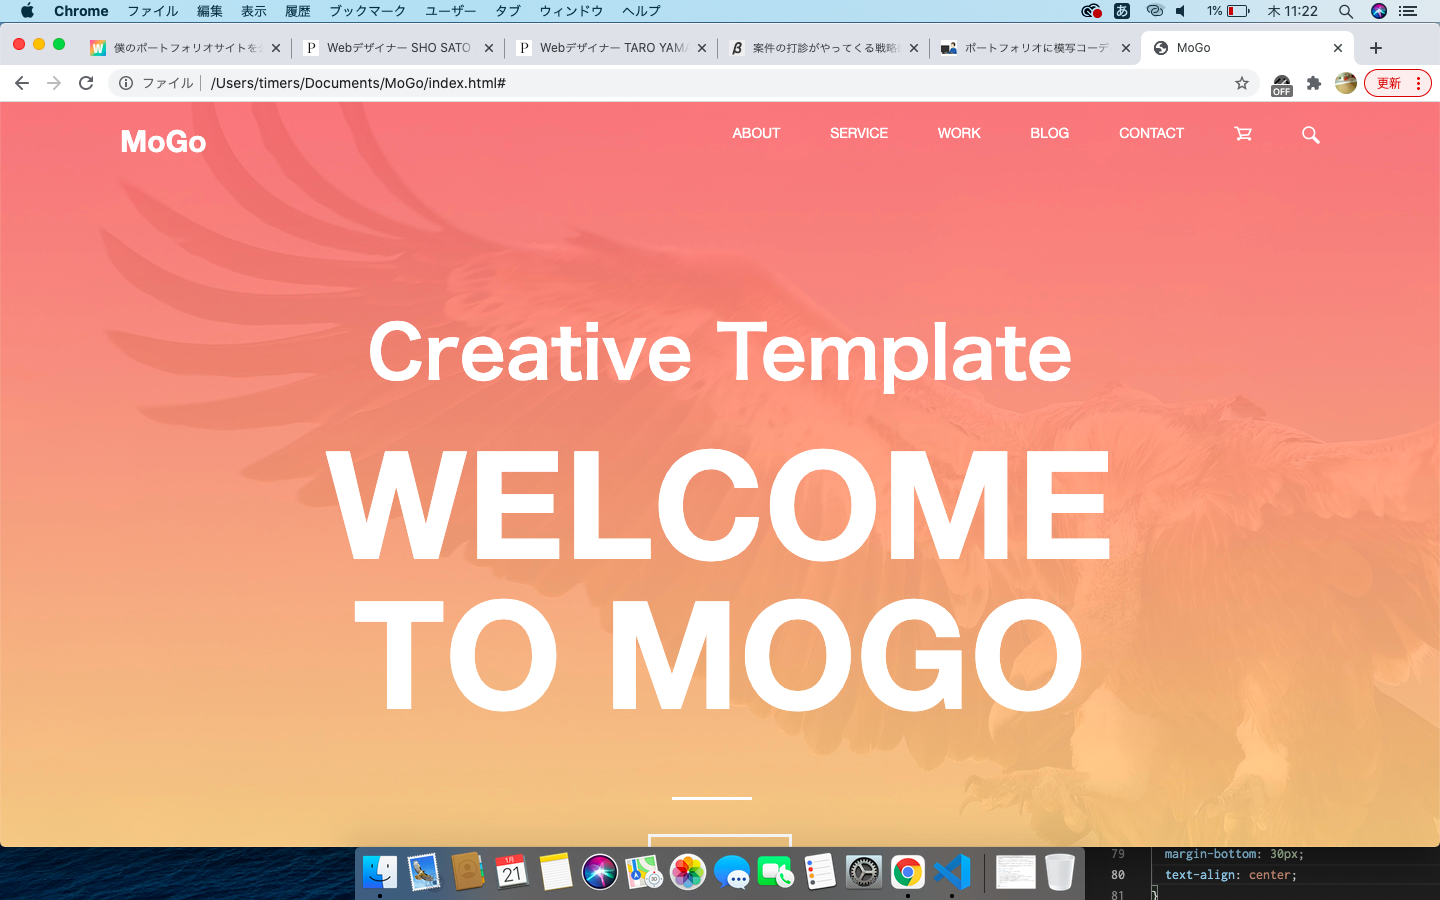 Chrome ファイル 編集 表示 履歴 ブックマーク ユーザー タブ ウィンドウ ヘルプ あ 1% 木 11:22
僕のポートフォリオサイトを Webデザイナー SHO SATO Webデザイナー TARO YAMA 案件の打診がやってくる戦略 ポートフォリオに模写コーデ MoGo
ファイル /Users/timers/Documents/MoGo/index.html# OFF 更新
MoGo ABOUT SERVICE WORK BLOG CONTACT
Creative Template
WELCOME
TO MOGO
79 margin-bottom: 30px;
80 text-align: center;
81 }
1月
21